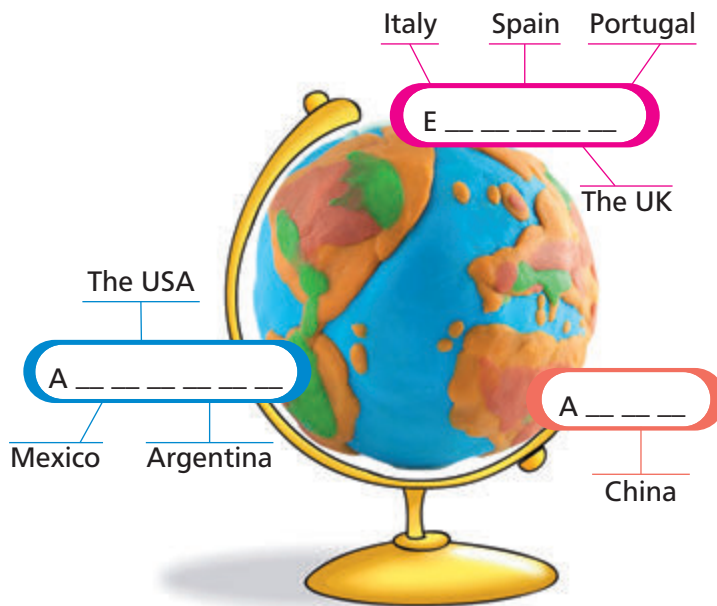 Italy Spain Portugal
E __ __ __ __ __
The UK
The USA
A __ __ __ __ __ __
A __ __ __
Mexico Argentina
China